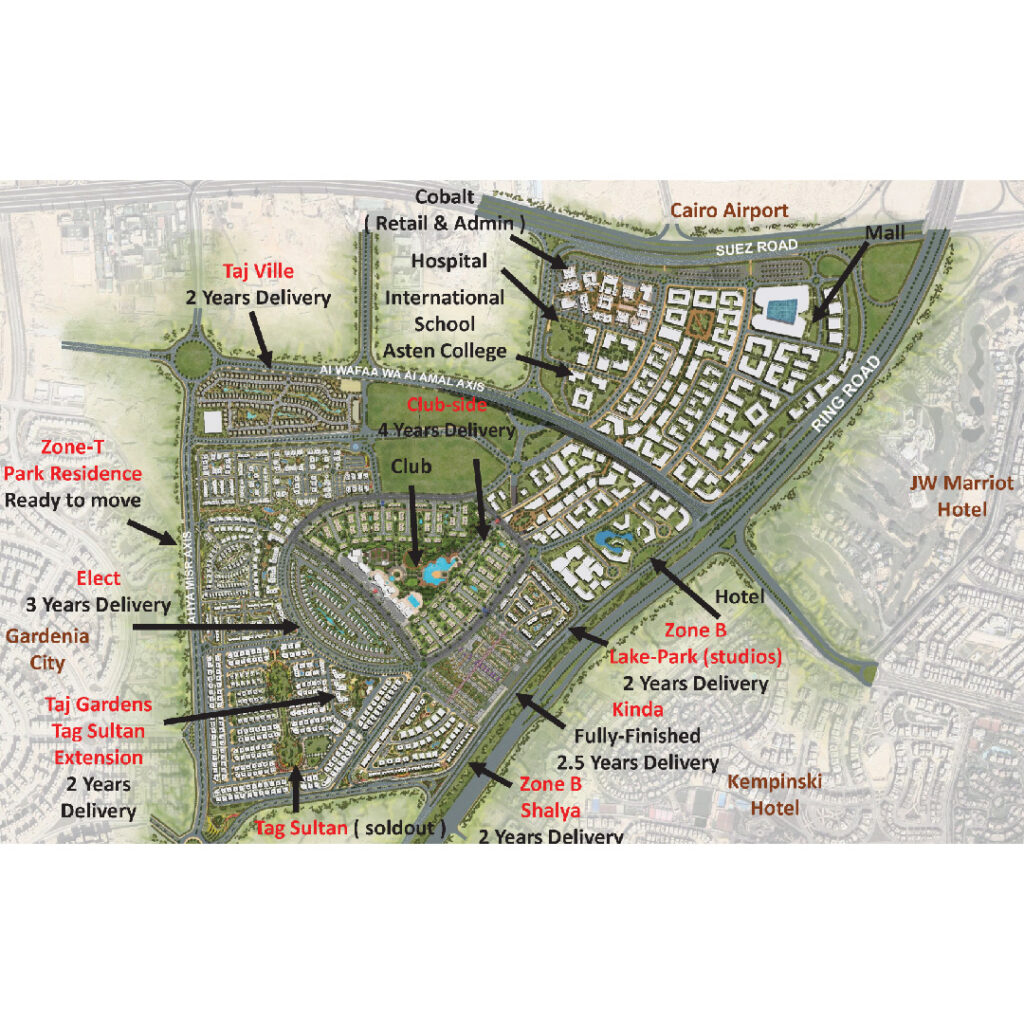 Cobalt
( Retail & Admin )
Cairo Airport
SUEZ ROAD
Mall
Hospital
Taj Ville
2 Years Delivery
International
School
Asten College
Al WAFAA WA Al AMAL AXIS
RING ROAD
Club-side
4 Years Delivery
Club
Zone-T
Park Residence
Ready to move
JW Marriot
Hotel
MISR AXIS
Elect
3 Years Delivery
Gardenia
City
Hotel
Zone B
Lake-Park (studios)
2 Years Delivery
Kinda
Fully-Finished
2.5 Years Delivery
Taj Gardens
Tag Sultan
Extension
2 Years
Delivery
Kempinski
Hotel
Zone B
Shalya
2 Years Delivery
Tag Sultan ( soldout )